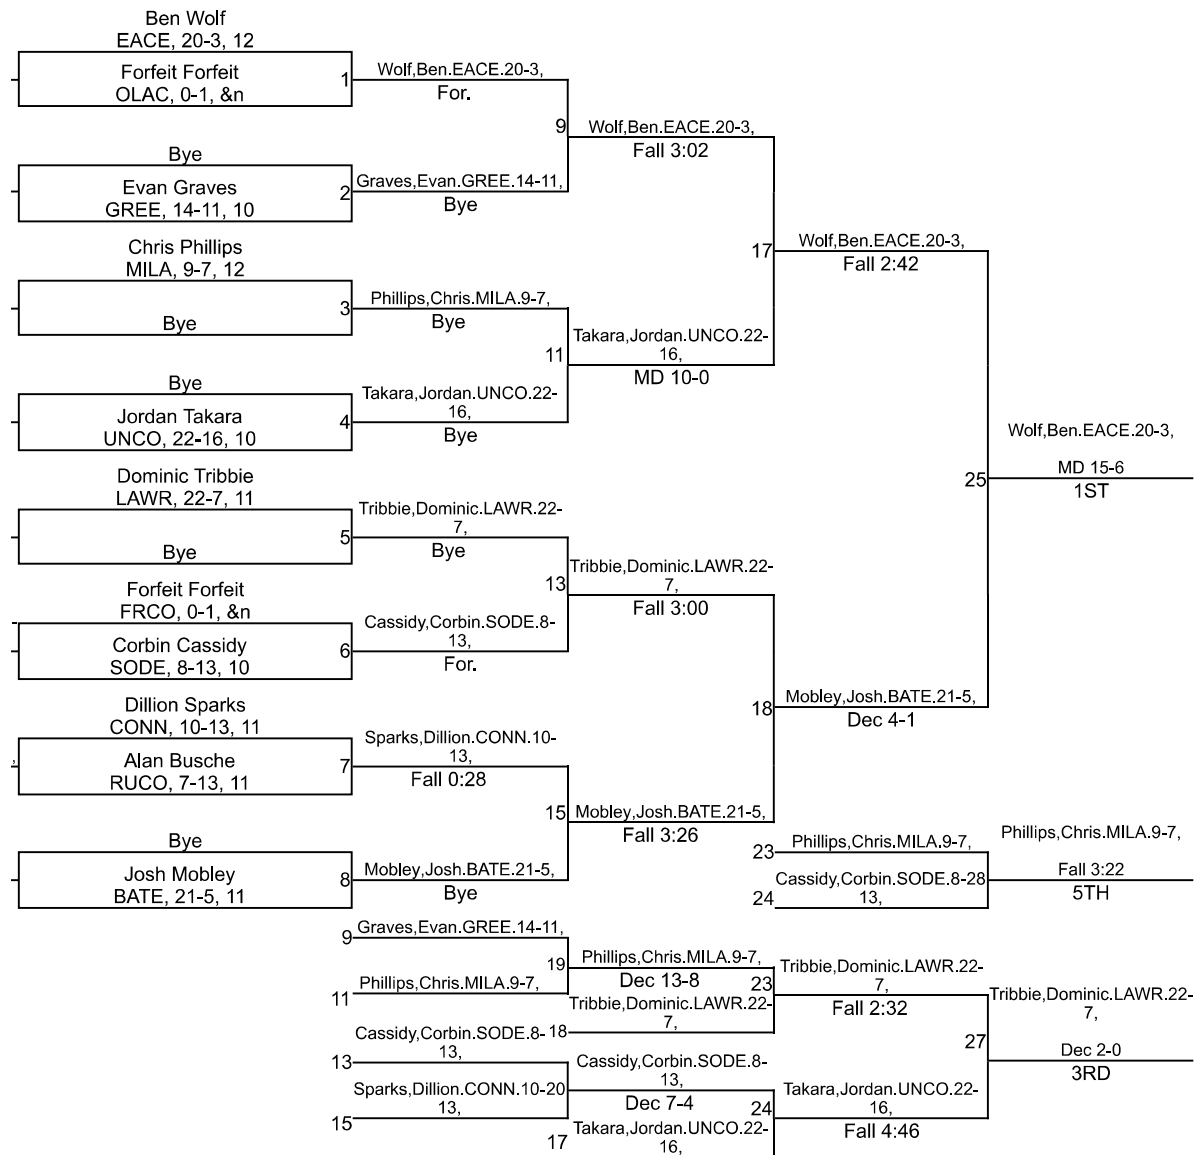 Ben Wolf
EACE, 20-3, 12
Forfeit Forfeit
OLAC, 0-1, &n
1
Wolf,Ben.EACE.20-3,
For.
9
Wolf,Ben.EACE.20-3,
Fall 3:02
Bye
Evan Graves
GREE, 14-11, 10
2
Graves,Evan.GREE.14-11,
Bye
17
Wolf,Ben.EACE.20-3,
Fall 2:42
Chris Phillips
MILA, 9-7, 12
Bye
3
Phillips,Chris.MILA.9-7,
Bye
11
Takara,Jordan.UNCO.22-
16,
MD 10-0
Bye
Jordan Takara
UNCO, 22-16, 10
4
Takara,Jordan.UNCO.22-
16,
Bye
25
Wolf,Ben.EACE.20-3,
MD 15-6
1ST
Dominic Tribbie
LAWR, 22-7, 11
Bye
5
Tribbie,Dominic.LAWR.22-
7,
Bye
13
Tribbie,Dominic.LAWR.22-
7,
Fall 3:00
Forfeit Forfeit
FRCO, 0-1, &n
Corbin Cassidy
SODE, 8-13, 10
6
Cassidy,Corbin.SODE.8-
13,
For.
18
Mobley,Josh.BATE.21-5,
Dec 4-1
Dillion Sparks
CONN, 10-13, 11
Alan Busche
RUCO, 7-13, 11
7
Sparks,Dillion.CONN.10-
13,
Fall 0:28
15
Mobley,Josh.BATE.21-5,
Fall 3:26
Bye
Josh Mobley
BATE, 21-5, 11
8
Mobley,Josh.BATE.21-5,
Bye
23
Phillips,Chris.MILA.9-7,
24
Cassidy,Corbin.SODE.8-28
13,
Phillips,Chris.MILA.9-7,
Fall 3:22
5TH
9
Graves,Evan.GREE.14-11,
11
Phillips,Chris.MILA.9-7,
19
Phillips,Chris.MILA.9-7,
Dec 13-8
18
Tribbie,Dominic.LAWR.22-
7,
23
Tribbie,Dominic.LAWR.22-
7,
Fall 2:32
13
Cassidy,Corbin.SODE.8-
13,
15
Sparks,Dillion.CONN.10-20
13,
Cassidy,Corbin.SODE.8-
13,
Dec 7-4
17
Takara,Jordan.UNCO.22-
16,
24
Takara,Jordan.UNCO.22-
16,
Fall 4:46
27
Tribbie,Dominic.LAWR.22-
7,
Dec 2-0
3RD